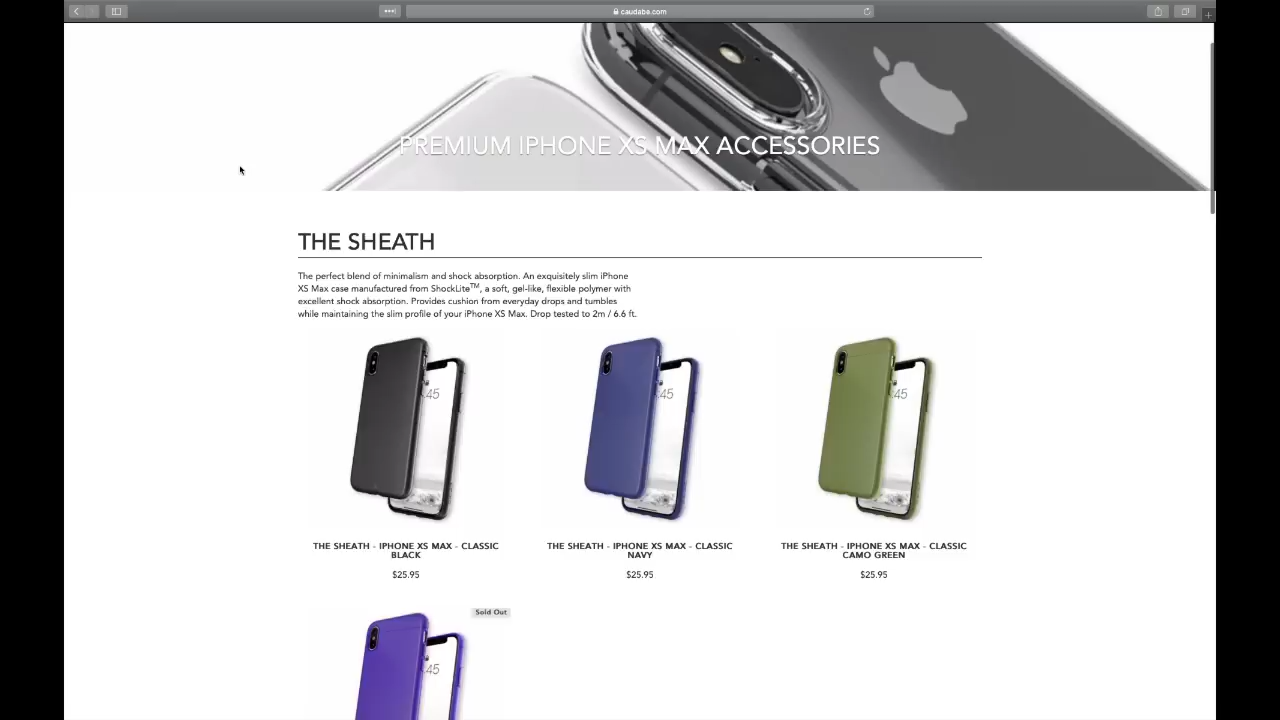 caudabe.com
PREMIUM IPHONE XS MAX ACCESSORIES
THE SHEATH
The perfect blend of minimalism and shock absorption. An exquisitely slim iPhone
XS Max case manufactured from ShockLite™, a soft, gel-like, flexible polymer with
excellent shock absorption. Provides cushion from everyday drops and tumbles
while maintaining the slim profile of your iPhone XS Max. Drop tested to 2m / 6.6 ft.
:45
:45
:45
THE SHEATH - IPHONE XS MAX - CLASSIC
BLACK
$25.95
THE SHEATH - IPHONE XS MAX - CLASSIC
NAVY
$25.95
THE SHEATH - IPHONE XS MAX - CLASSIC
CAMO GREEN
$25.95
Sold Out
:45